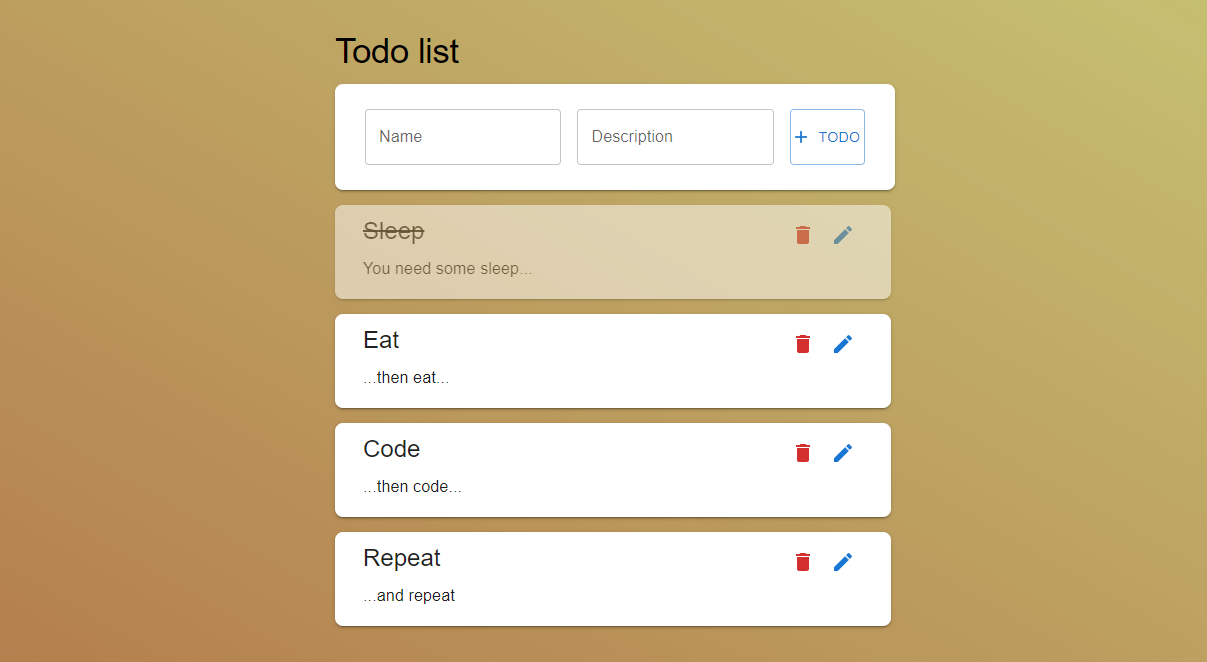 Todo list
Name
Description
+ TODO
Sleep
You need some sleep...
Eat
...then eat...
Code
...then code...
Repeat
...and repeat